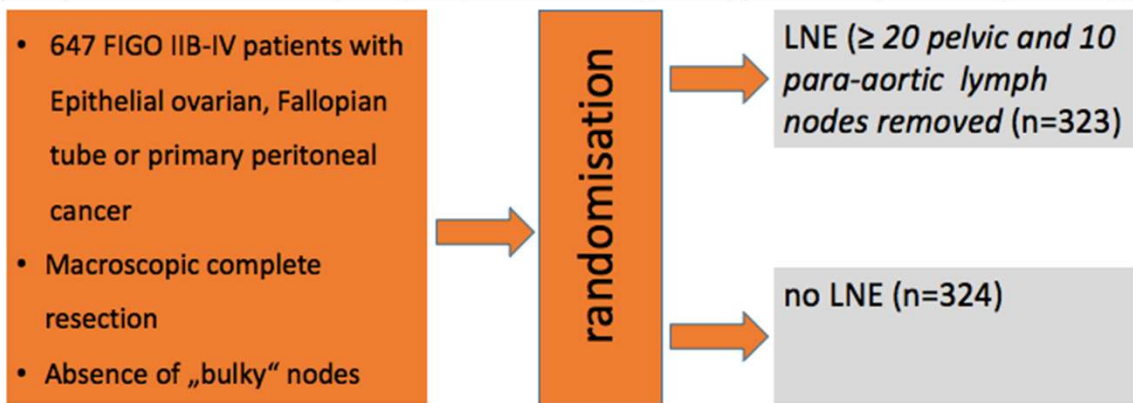 • 647 FIGO IIB-IV patients with
Epithelial ovarian, Fallopian
tube or primary peritoneal
cancer
• Macroscopic complete
resection
• Absence of „bulky“ nodes
randomisation
LNE (≥ 20 pelvic and 10
para-aortic lymph
nodes removed (n=323)
no LNE (n=324)